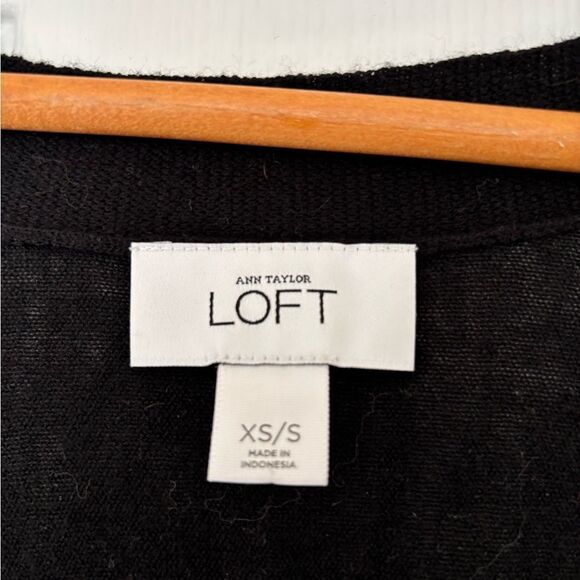 ANN TAYLOR
LOFT
XS/S
MADE IN
INDONESIA